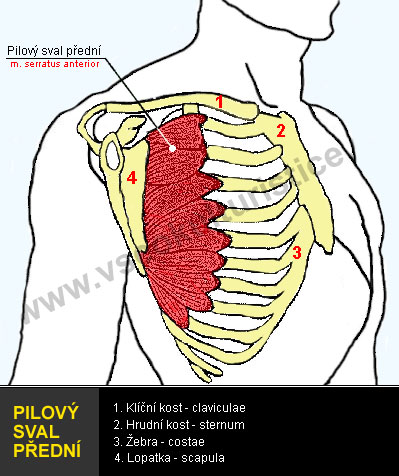 Pilový sval přední
m. serratus anterior
1
2
3
4
PILOVÝ
SVAL
PŘEDNÍ
1. Klíční kost - claviculae
2. Hrudní kost - sternum
3. Žebra - costae
4. Lopatka - scapula